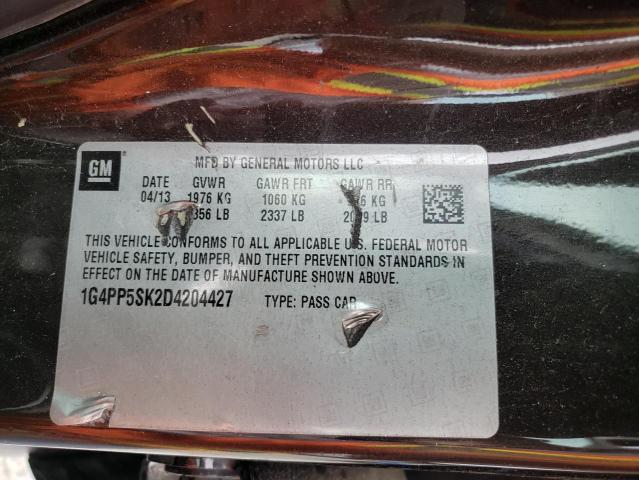 GM
MFD BY GENERAL MOTORS LLC
DATE GVWR GAWR FRT GAWR RR
04/13 1976 KG 1060 KG KG
LB 2337 LB LB
THIS VEHICLE CONFORMS TO ALL APPLICABLE U.S. FEDERAL MOTOR
VEHICLE SAFETY, BUMPER, AND THEFT PREVENTION STANDARDS IN
EFFECT ON THE DATE OF MANUFACTURE SHOWN ABOVE.
1G4PP5SK2D4204427 TYPE: PASS CAR